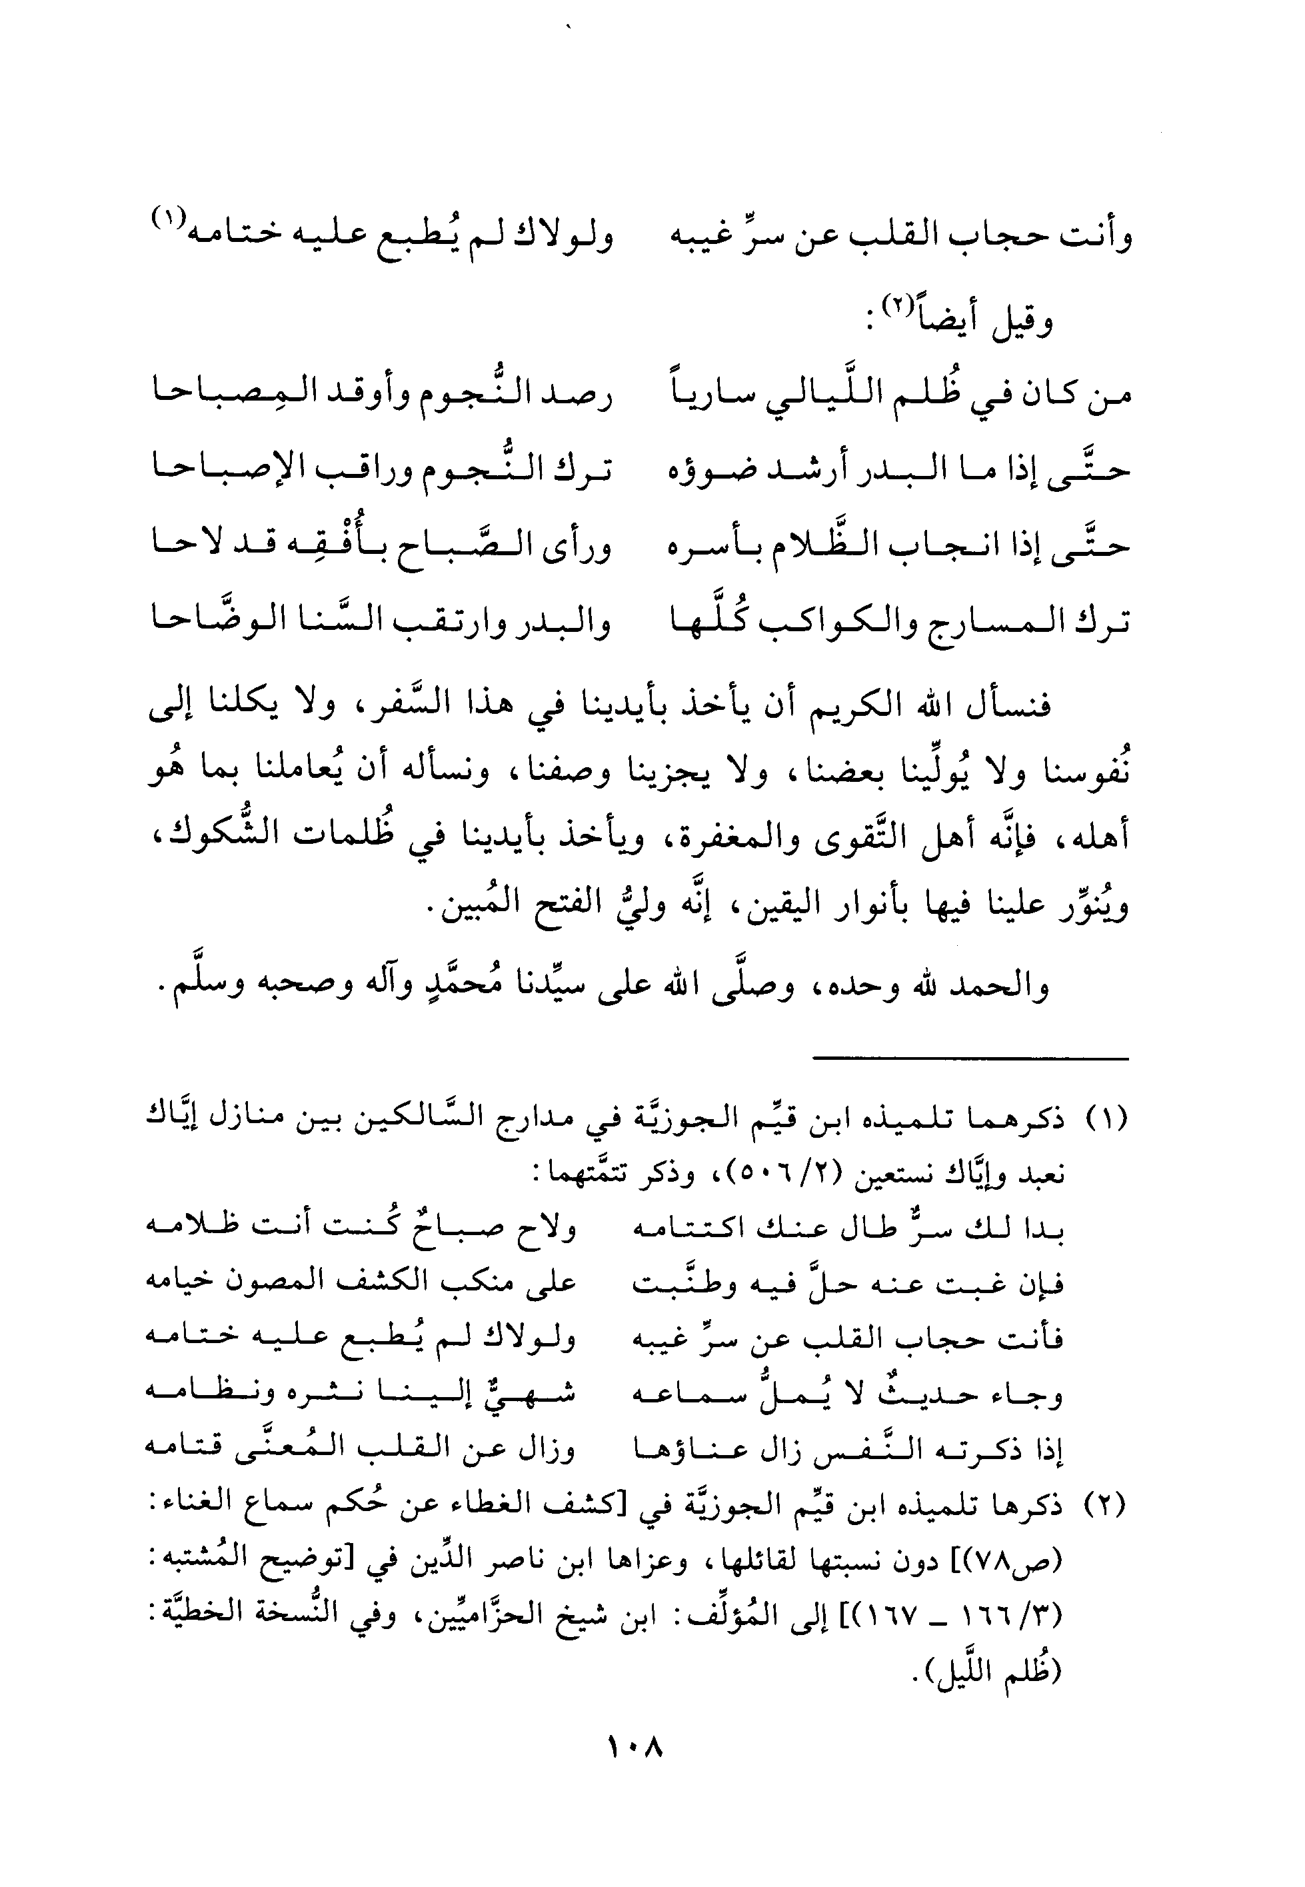 وأنت حجاب القلب عن سرِّ غيبه ولولاك لم يُطبع عليه ختامه(١)
وقيل أيضاً(٢):
من كان في ظُلم اللَّيالي سارياً رصد النُّجوم وأوقد المِصباحا
حتَّى إذا ما البدر أرشد ضوؤه ترك النُّجوم وراقب الإصباحا
حتَّى إذا انجاب الظَّلام بأسره ورأى الصَّباح بأُفْقِه قد لاحا
ترك المسارج والكواكب كُلَّها والبدر وارتقب السَّنا الوضَّاحا
فنسأل الله الكريم أن يأخذ بأيدينا في هذا السَّفر، ولا يكلنا إلى
نُفوسنا ولا يُولِّينا بعضنا، ولا يجزينا وصفنا، ونسأله أن يُعاملنا بما هُو
أهله، فإنَّه أهل التَّقوى والمغفرة، ويأخذ بأيدينا في ظُلمات الشُّكوك،
ويُنوِّر علينا فيها بأنوار اليقين، إنَّه وليُّ الفتح المُبين.
والحمد لله وحده، وصلَّى الله على سيِّدنا مُحمَّدٍ وآله وصحبه وسلَّم.
(١) ذكرهما تلميذه ابن قيِّم الجوزيَّة في مدارج السَّالكين بين منازل إيَّاك
نعبد وإيَّاك نستعين (٢/ ٥٠٦)، وذكر تتمَّتهما:
بدا لك سرٌّ طال عنك اكتتامه ولاح صباحٌ كُنت أنت ظلامه
فإن غبت عنه حلَّ فيه وطنَّبت على منكب الكشف المصون خيامه
فأنت حجاب القلب عن سرِّ غيبه ولولاك لم يُطبع عليه ختامه
وجاء حديثٌ لا يُملُّ سماعه شهيٌّ إلينا نثره ونظامه
إذا ذكرته النَّفس زال عناؤها وزال عن القلب المُعنَّى قتامه
(٢) ذكرها تلميذه ابن قيِّم الجوزيَّة في [كشف الغطاء عن حُكم سماع الغناء:
(ص٧٨)] دون نسبتها لقائلها، وعزاها ابن ناصر الدِّين في [توضيح المُشتبه:
(٣/ ١٦٦ ــ ١٦٧)] إلى المُؤلِّف: ابن شيخ الحزَّاميِّين، وفي النُّسخة الخطيَّة:
(ظُلم اللَّيل).
١٠٨